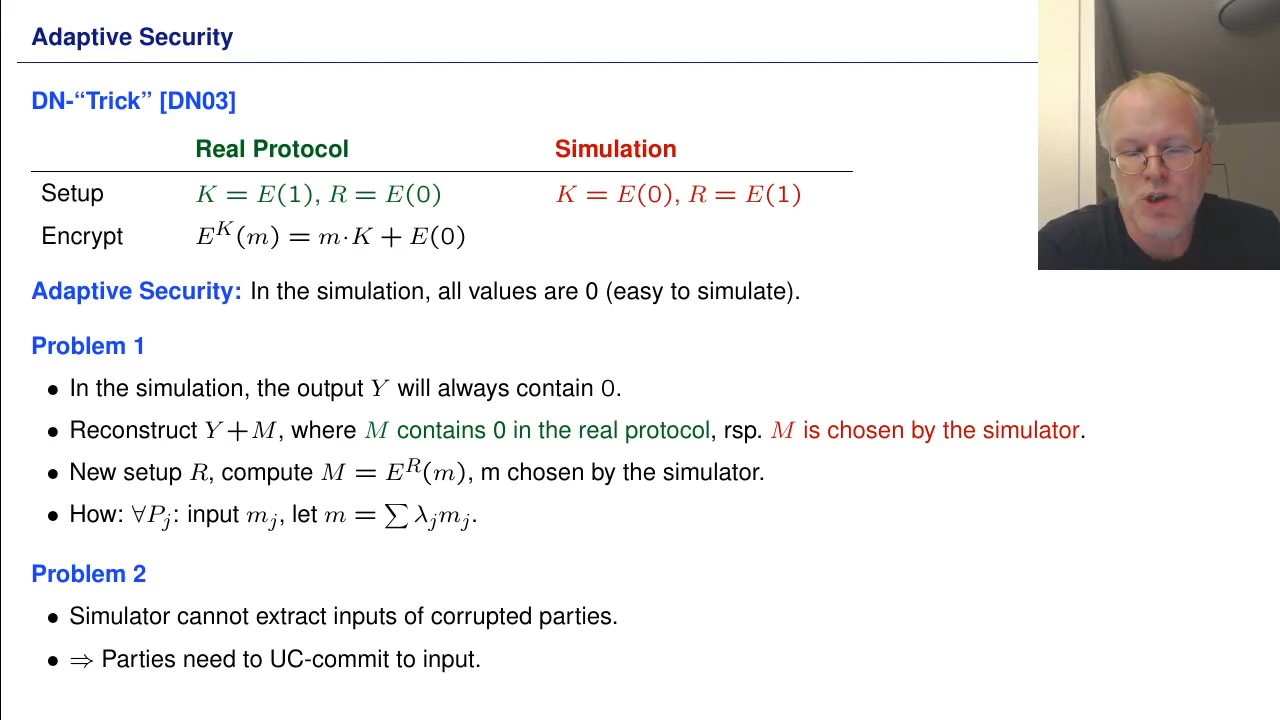 Adaptive Security
DN-“Trick” [DN03]
Real Protocol Simulation
Setup K = E(1), R = E(0) K = E(0), R = E(1)
Encrypt E^K(m) = m·K + E(0)
Adaptive Security: In the simulation, all values are 0 (easy to simulate).
Problem 1
• In the simulation, the output Y will always contain 0.
• Reconstruct Y+M, where M contains 0 in the real protocol, rsp. M is chosen by the simulator.
• New setup R, compute M = E^R(m), m chosen by the simulator.
• How: ∀P_j: input m_j, let m = ∑ λ_j m_j.
Problem 2
• Simulator cannot extract inputs of corrupted parties.
• ⇒ Parties need to UC-commit to input.